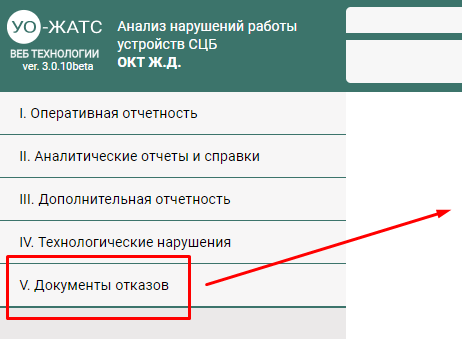 УО-ЖАТС
ВЕБ ТЕХНОЛОГИИ
ver. 3.0.10beta
Анализ нарушений работы
устройств СЦБ
ОКТ Ж.Д.
I. Оперативная отчетность
II. Аналитические отчеты и справки
III. Дополнительная отчетность
IV. Технологические нарушения
V. Документы отказов